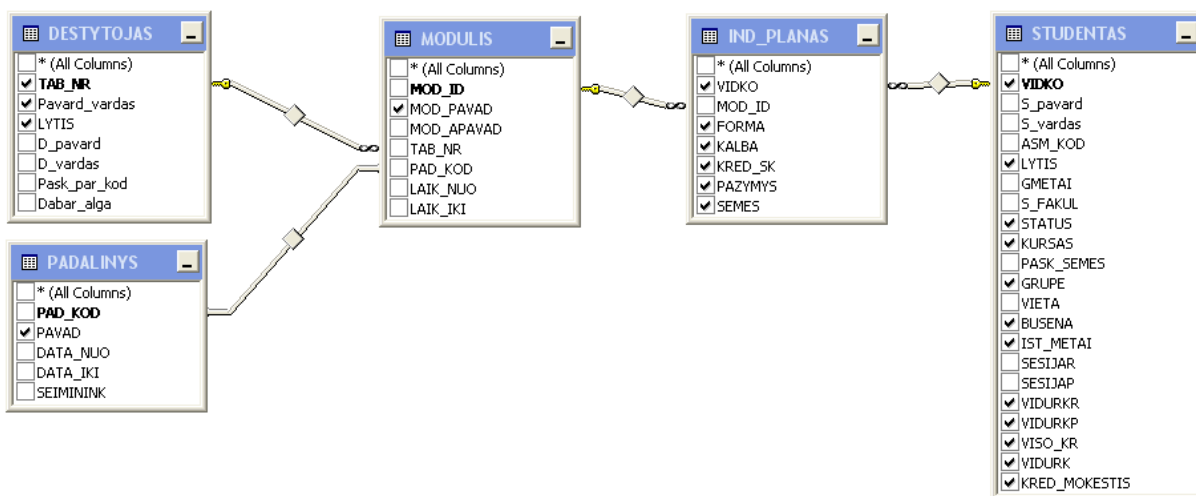 DESTYTOJAS
* (All Columns)
TAB_NR
Pavard_vardas
LYTIS
D_pavard
D_vardas
Pask_par_kod
Dabar_alga
PADALINYS
* (All Columns)
PAD_KOD
PAVAD
DATA_NUO
DATA_IKI
SEIMININK
MODULIS
* (All Columns)
MOD_ID
MOD_PAVAD
MOD_APAVAD
TAB_NR
PAD_KOD
LAIK_NUO
LAIK_IKI
IND_PLANAS
* (All Columns)
VIDKO
MOD_ID
FORMA
KALBA
KRED_SK
PAZYMYS
SEMES
STUDENTAS
* (All Columns)
VIDKO
S_pavard
S_vardas
ASM_KOD
LYTIS
GMETAI
S_FAKUL
STATUS
KURSAS
PASK_SEMES
GRUPE
VIETA
BUSENA
IST_METAI
SESIJAR
SESIJAP
VIDURKR
VIDURKP
VISO_KR
VIDURK
KRED_MOKESTIS